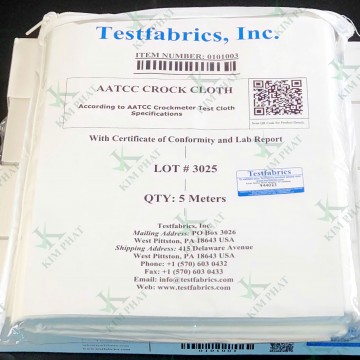 Testfabrics, Inc.
ITEM NUMBER: 0101003
AATCC CROCK CLOTH
According to AATCC Crockmeter Test Cloth
Specifications
With Certificate of Conformity and Lab Report
LOT # 3025
Testfabrics
QTY: 5 Meters
Testfabrics, Inc.
Mailing Address: PO Box 3026
West Pittston, PA 18643 USA
Shipping Address: 415 Delaware Avenue
West Pittston, PA 18643 USA
Phone: +1 (570) 603 0432
Fax: +1 (570) 603 0433
Email: info@testfabrics.com
Web: www.testfabrics.com
KIM PHAT
0101003